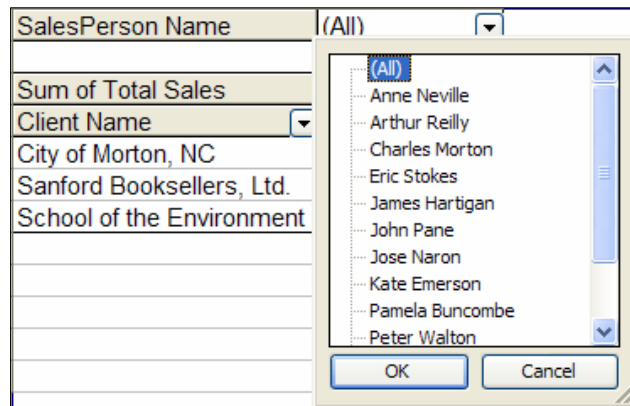 SalesPerson Name (All)
Sum of Total Sales
Client Name
City of Morton, NC
Sanford Booksellers, Ltd.
School of the Environment
(All)
Anne Neville
Arthur Reilly
Charles Morton
Eric Stokes
James Hartigan
John Pane
Jose Naron
Kate Emerson
Pamela Buncombe
Peter Walton
OK Cancel